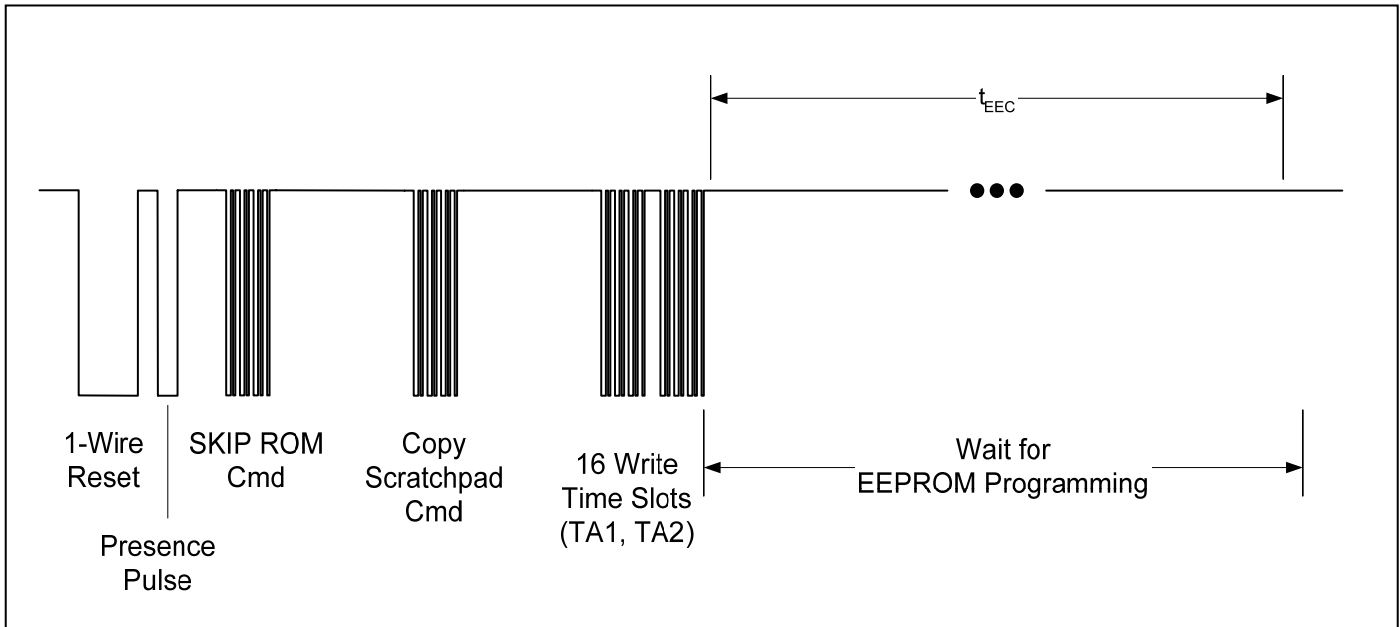 tEEC
1-Wire
Reset
Presence
Pulse
SKIP ROM
Cmd
Copy
Scratchpad
Cmd
16 Write
Time Slots
(TA1, TA2)
Wait for
EEPROM Programming